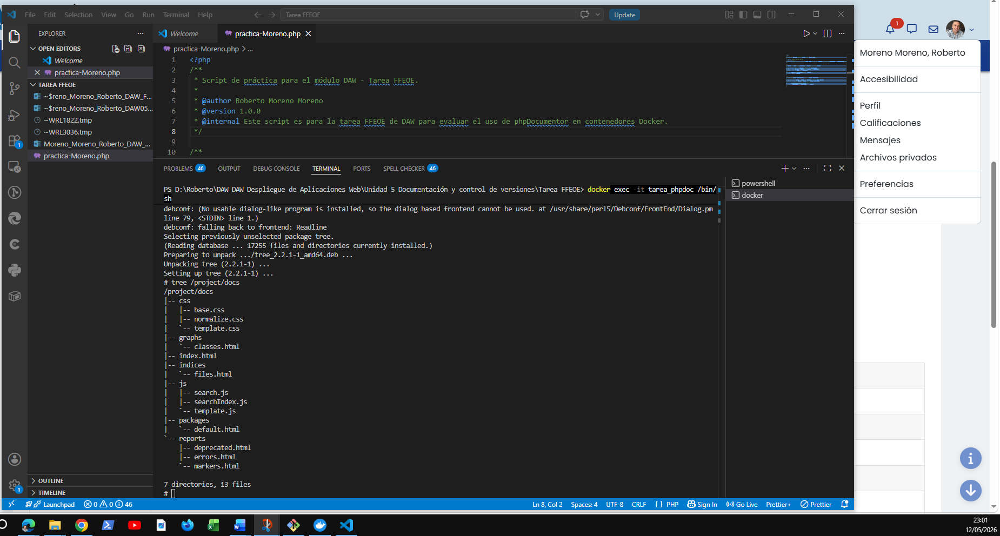 File Edit Selection View Go Run Terminal Help
Tarea FFEOE
Update
EXPLORER
OPEN EDITORS
Welcome
practica-Moreno.php
TAREA FFEOE
~$reno_Moreno_Roberto_DAW_F...
~$reno_Moreno_Roberto_DAW05...
~WRL1822.tmp
~WRL3036.tmp
Moreno_Moreno_Roberto_DAW_...
practica-Moreno.php
OUTLINE
TIMELINE
Welcome
practica-Moreno.php
practica-Moreno.php > ...
1 <?php
2 /**
3 * Script de práctica para el módulo DAW - Tarea FFEOE.
4 *
5 * @author Roberto Moreno Moreno
6 * @version 1.0.0
7 * @internal Este script es para la tarea FFEOE de DAW para evaluar el uso de phpDocumentor en contenedores Docker.
8 */
9
10 /**
PROBLEMS 46 OUTPUT DEBUG CONSOLE TERMINAL PORTS SPELL CHECKER 46
PS D:\Roberto\DAW DAW Despliegue de Aplicaciones Web\Unidad 5 Documentación y control de versiones\Tarea FFEOE> docker exec -it tarea_phpdoc /bin/
sh
debconf: (No usable dialog-like program is installed, so the dialog based frontend cannot be used. at /usr/share/perl5/Debconf/FrontEnd/Dialog.pm
line 79, <STDIN> line 1.)
debconf: falling back to frontend: Readline
Selecting previously unselected package tree.
(Reading database ... 17255 files and directories currently installed.)
Preparing to unpack .../tree_2.2.1-1_amd64.deb ...
Unpacking tree (2.2.1-1) ...
Setting up tree (2.2.1-1) ...
# tree /project/docs
/project/docs
|-- css
|   |-- base.css
|   |-- normalize.css
|   `-- template.css
|-- graphs
|   `-- classes.html
|-- index.html
|-- indices
|   `-- files.html
|-- js
|   |-- search.js
|   |-- searchIndex.js
|   `-- template.js
|-- packages
|   `-- default.html
`-- reports
    |-- deprecated.html
    |-- errors.html
    `-- markers.html
7 directories, 13 files
#
powershell
docker
1
1
Launchpad 0 0 46
Ln 8, Col 2 Spaces: 4 UTF-8 CRLF {} PHP Sign In Go Live Prettier+ Prettier
1
Moreno Moreno, Roberto
Accesibilidad
Perfil
Calificaciones
Mensajes
Archivos privados
Preferencias
Cerrar sesión
23:01
12/05/2026